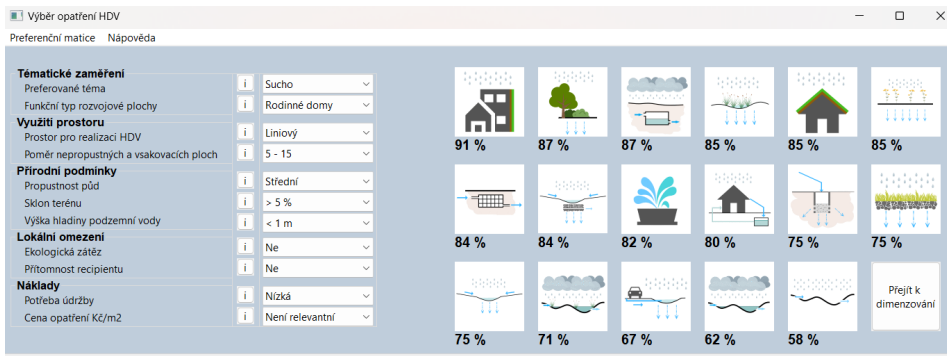 Výběr opatření HDV
Preferenční matice Nápověda
Tématické zaměření
Preferované téma i Sucho
Funkční typ rozvojové plochy i Rodinné domy
Využití prostoru
Prostor pro realizaci HDV i Liniový
Poměr nepropustných a vsakovacích ploch i 5 - 15
Přírodní podmínky
Propustnost půd i Střední
Sklon terénu i > 5 %
Výška hladiny podzemní vody i < 1 m
Lokální omezení
Ekologická zátěž i Ne
Přítomnost recipientu i Ne
Náklady
Potřeba údržby i Nízká
Cena opatření Kč/m2 i Není relevantní
91 % 87 % 87 % 85 % 85 % 85 %
84 % 84 % 82 % 80 % 75 % 75 %
75 % 71 % 67 % 62 % 58 %
Přejít k
dimenzování